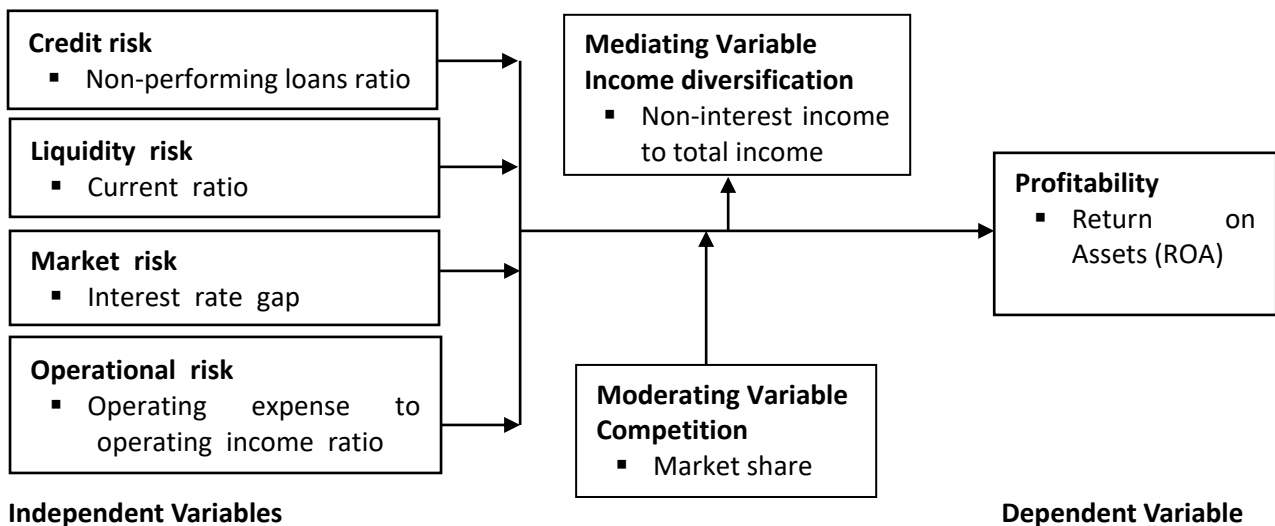 Credit risk
▪ Non-performing loans ratio
Liquidity risk
▪ Current ratio
Market risk
▪ Interest rate gap
Operational risk
▪ Operating expense to
operating income ratio
Independent Variables
Mediating Variable
Income diversification
▪ Non-interest income
to total income
Moderating Variable
Competition
▪ Market share
Profitability
▪ Return on
Assets (ROA)
Dependent Variable